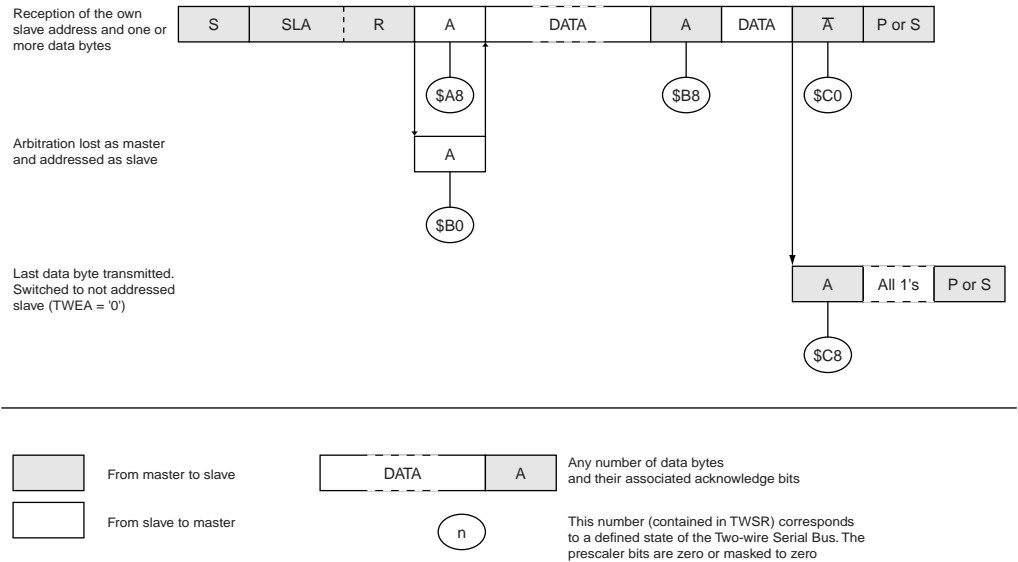 Reception of the own
slave address and one or
more data bytes
S SLA R A DATA A DATA A̅ P or S
$A8 $B8 $C0
Arbitration lost as master
and addressed as slave
A
$B0
Last data byte transmitted.
Switched to not addressed
slave (TWEA = '0')
A All 1's P or S
$C8
From master to slave
DATA A
Any number of data bytes
and their associated acknowledge bits
From slave to master
n
This number (contained in TWSR) corresponds
to a defined state of the Two-wire Serial Bus. The
prescaler bits are zero or masked to zero